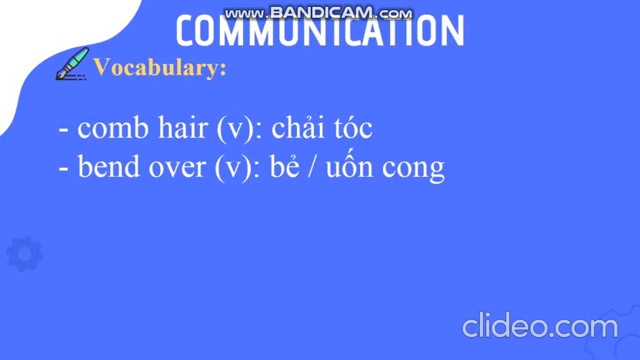 www.BANDICAM.com
COMMUNICATION
Vocabulary:
- comb hair (v): chải tóc
- bend over (v): bẻ / uốn cong
clideo.com